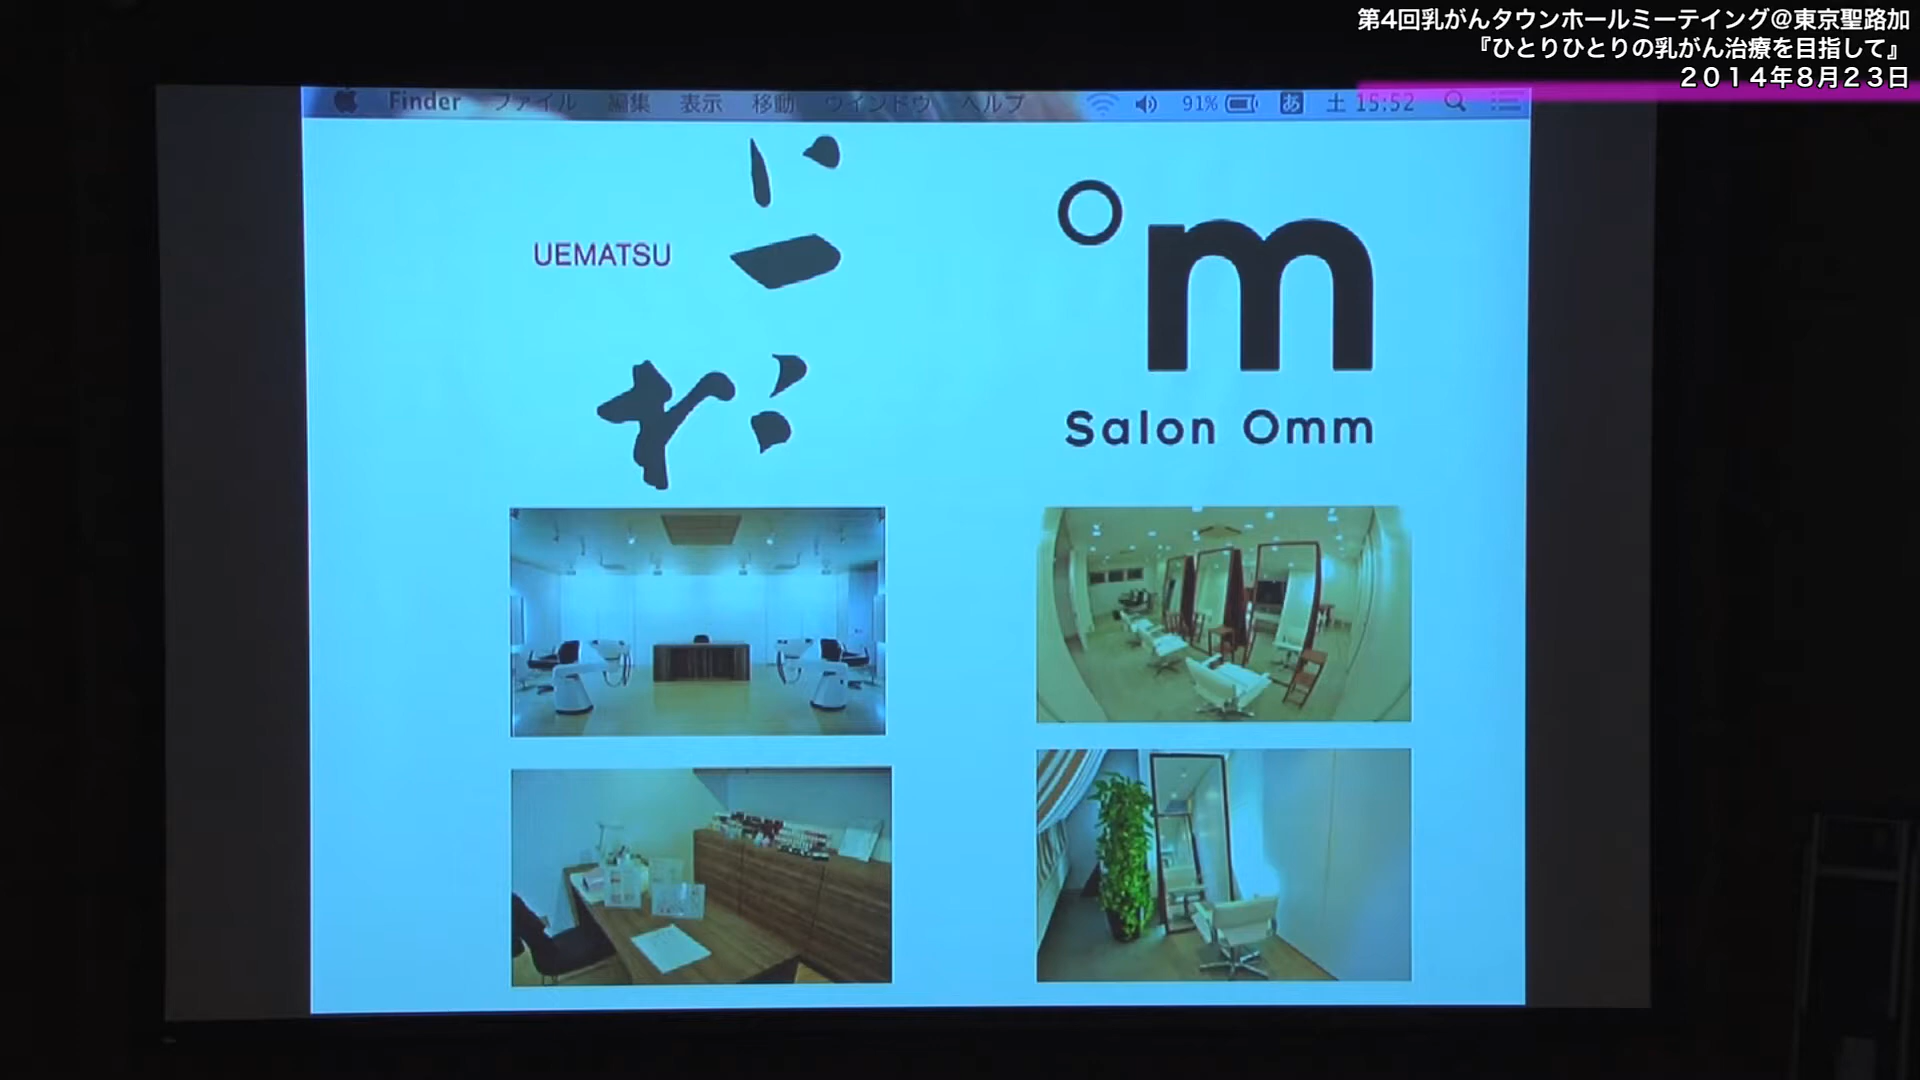 第4回乳がんタウンホールミーテイング@東京聖路加
『ひとりひとりの乳がん治療を目指して』
2014年8月23日
Finder ファイル 編集 表示 移動 ウインドウ ヘルプ 91% あ 土 15:52
UEMATSU
°m
Salon Omm